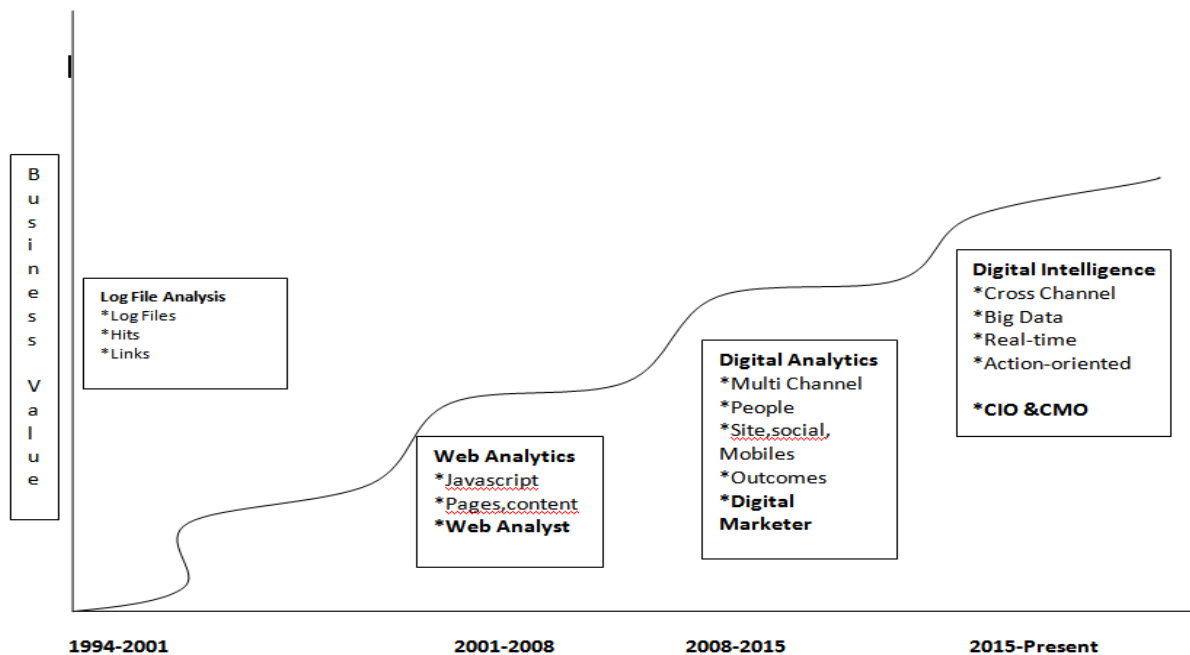 Business Value
Log File Analysis
*Log Files
*Hits
*Links
Web Analytics
*Javascript
*Pages,content
*Web Analyst
Digital Analytics
*Multi Channel
*People
*Site,social,
Mobiles
*Outcomes
*Digital
Marketer
Digital Intelligence
*Cross Channel
*Big Data
*Real-time
*Action-oriented
*CIO &CMO
1994-2001
2001-2008
2008-2015
2015-Present